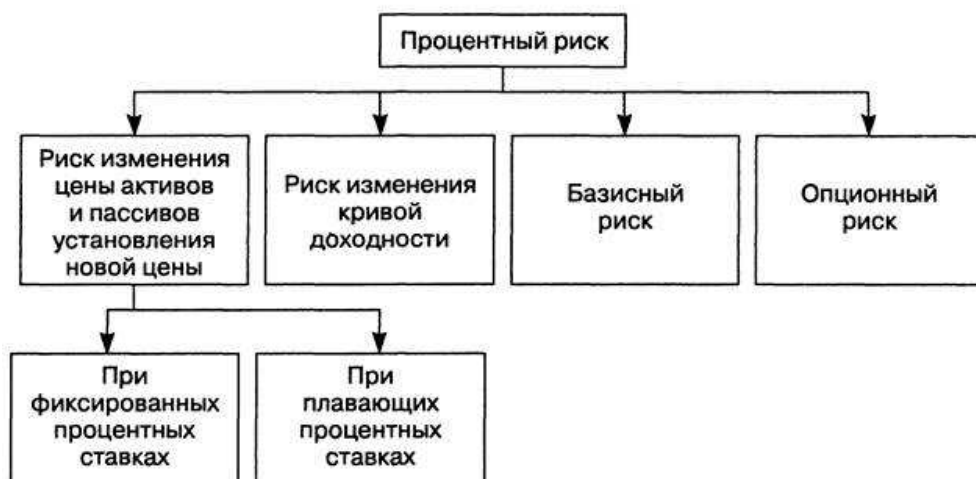 Процентный риск
Риск изменения
цены активов
и пассивов
установления
новой цены
Риск изменения
кривой
доходности
Базисный
риск
Опционный
риск
При
фиксированных
процентных
ставках
При
плавающих
процентных
ставках